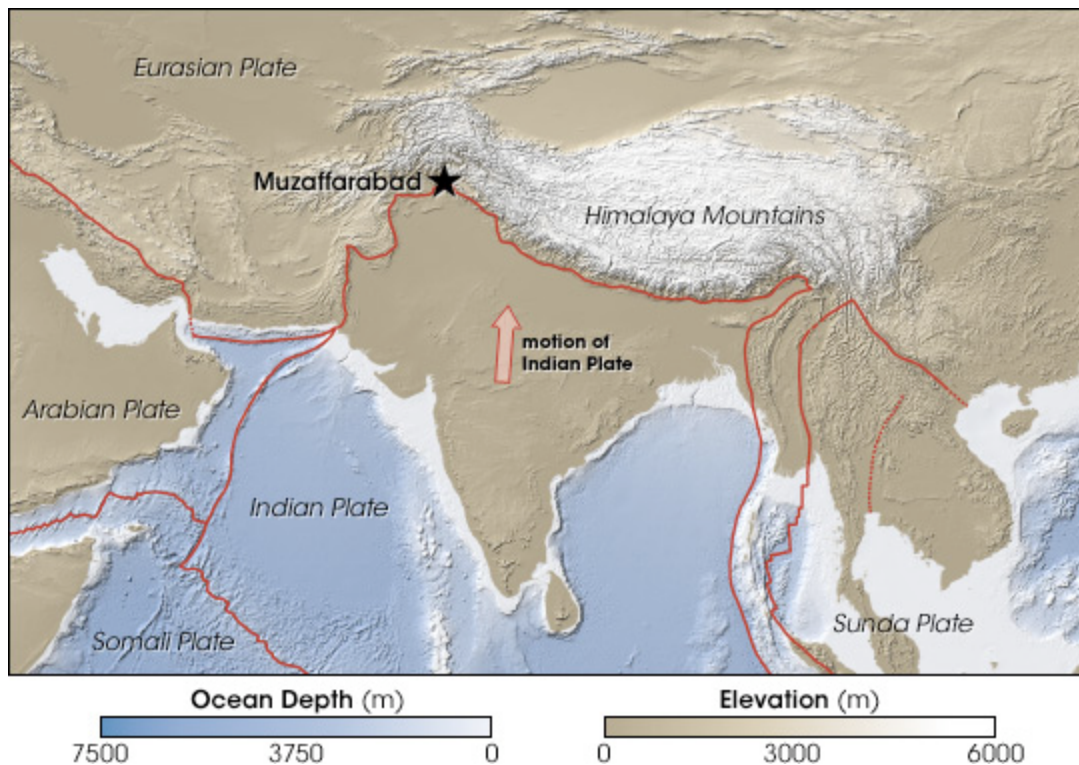 Eurasian Plate
Muzaffarabad
Himalaya Mountains
motion of
Indian Plate
Arabian Plate
Indian Plate
Somali Plate
Sunda Plate
Ocean Depth (m)
7500 3750 0
Elevation (m)
0 3000 6000